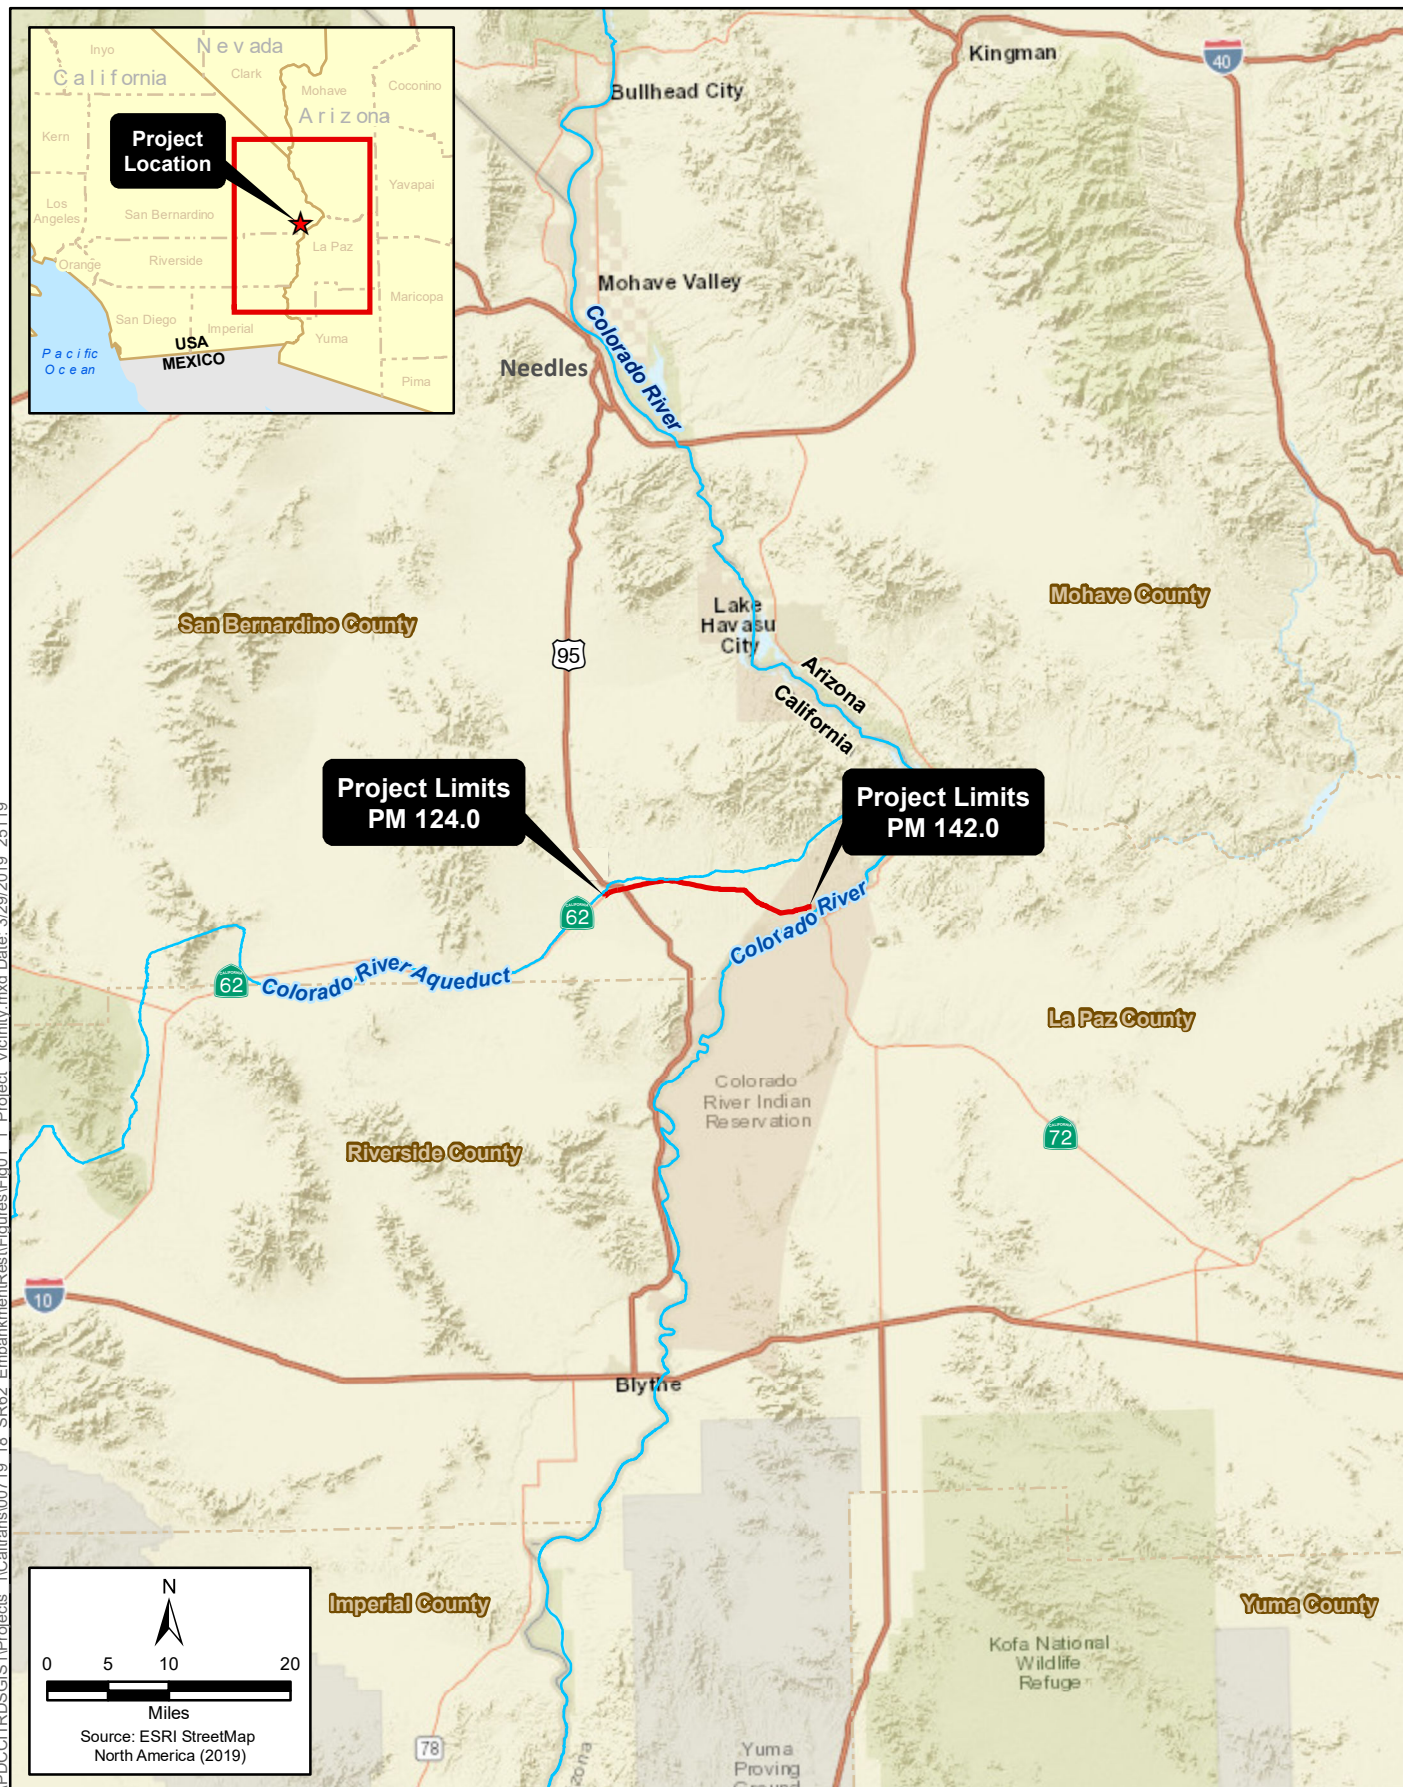 Inyo
Nevada
California
Clark
Mohave
Coconino
Arizona
Kern
Project
Location
Yavapai
Los
Angeles
San Bernardino
La Paz
Orange
Riverside
Maricopa
San Diego
Imperial
Yuma
USA
MEXICO
Pacific
Ocean
Pima
Kingman
40
Bullhead City
Mohave Valley
Colorado River
Needles
Mohave County
San Bernardino County
Lake
Havasu
City
95
Arizona
California
Project Limits
PM 124.0
Project Limits
PM 142.0
CALIFORNIA
62
Colorado River
CALIFORNIA
62
Colorado River Aqueduct
La Paz County
Colorado
River Indian
Reservation
CALIFORNIA
72
Riverside County
10
Blythe
Imperial County
Yuma County
Kofa National
Wildlife
Refuge
78
Yuma
Proving
Ground
zona
N
0 5 10 20
Miles
Source: ESRI StreetMap
North America (2019)